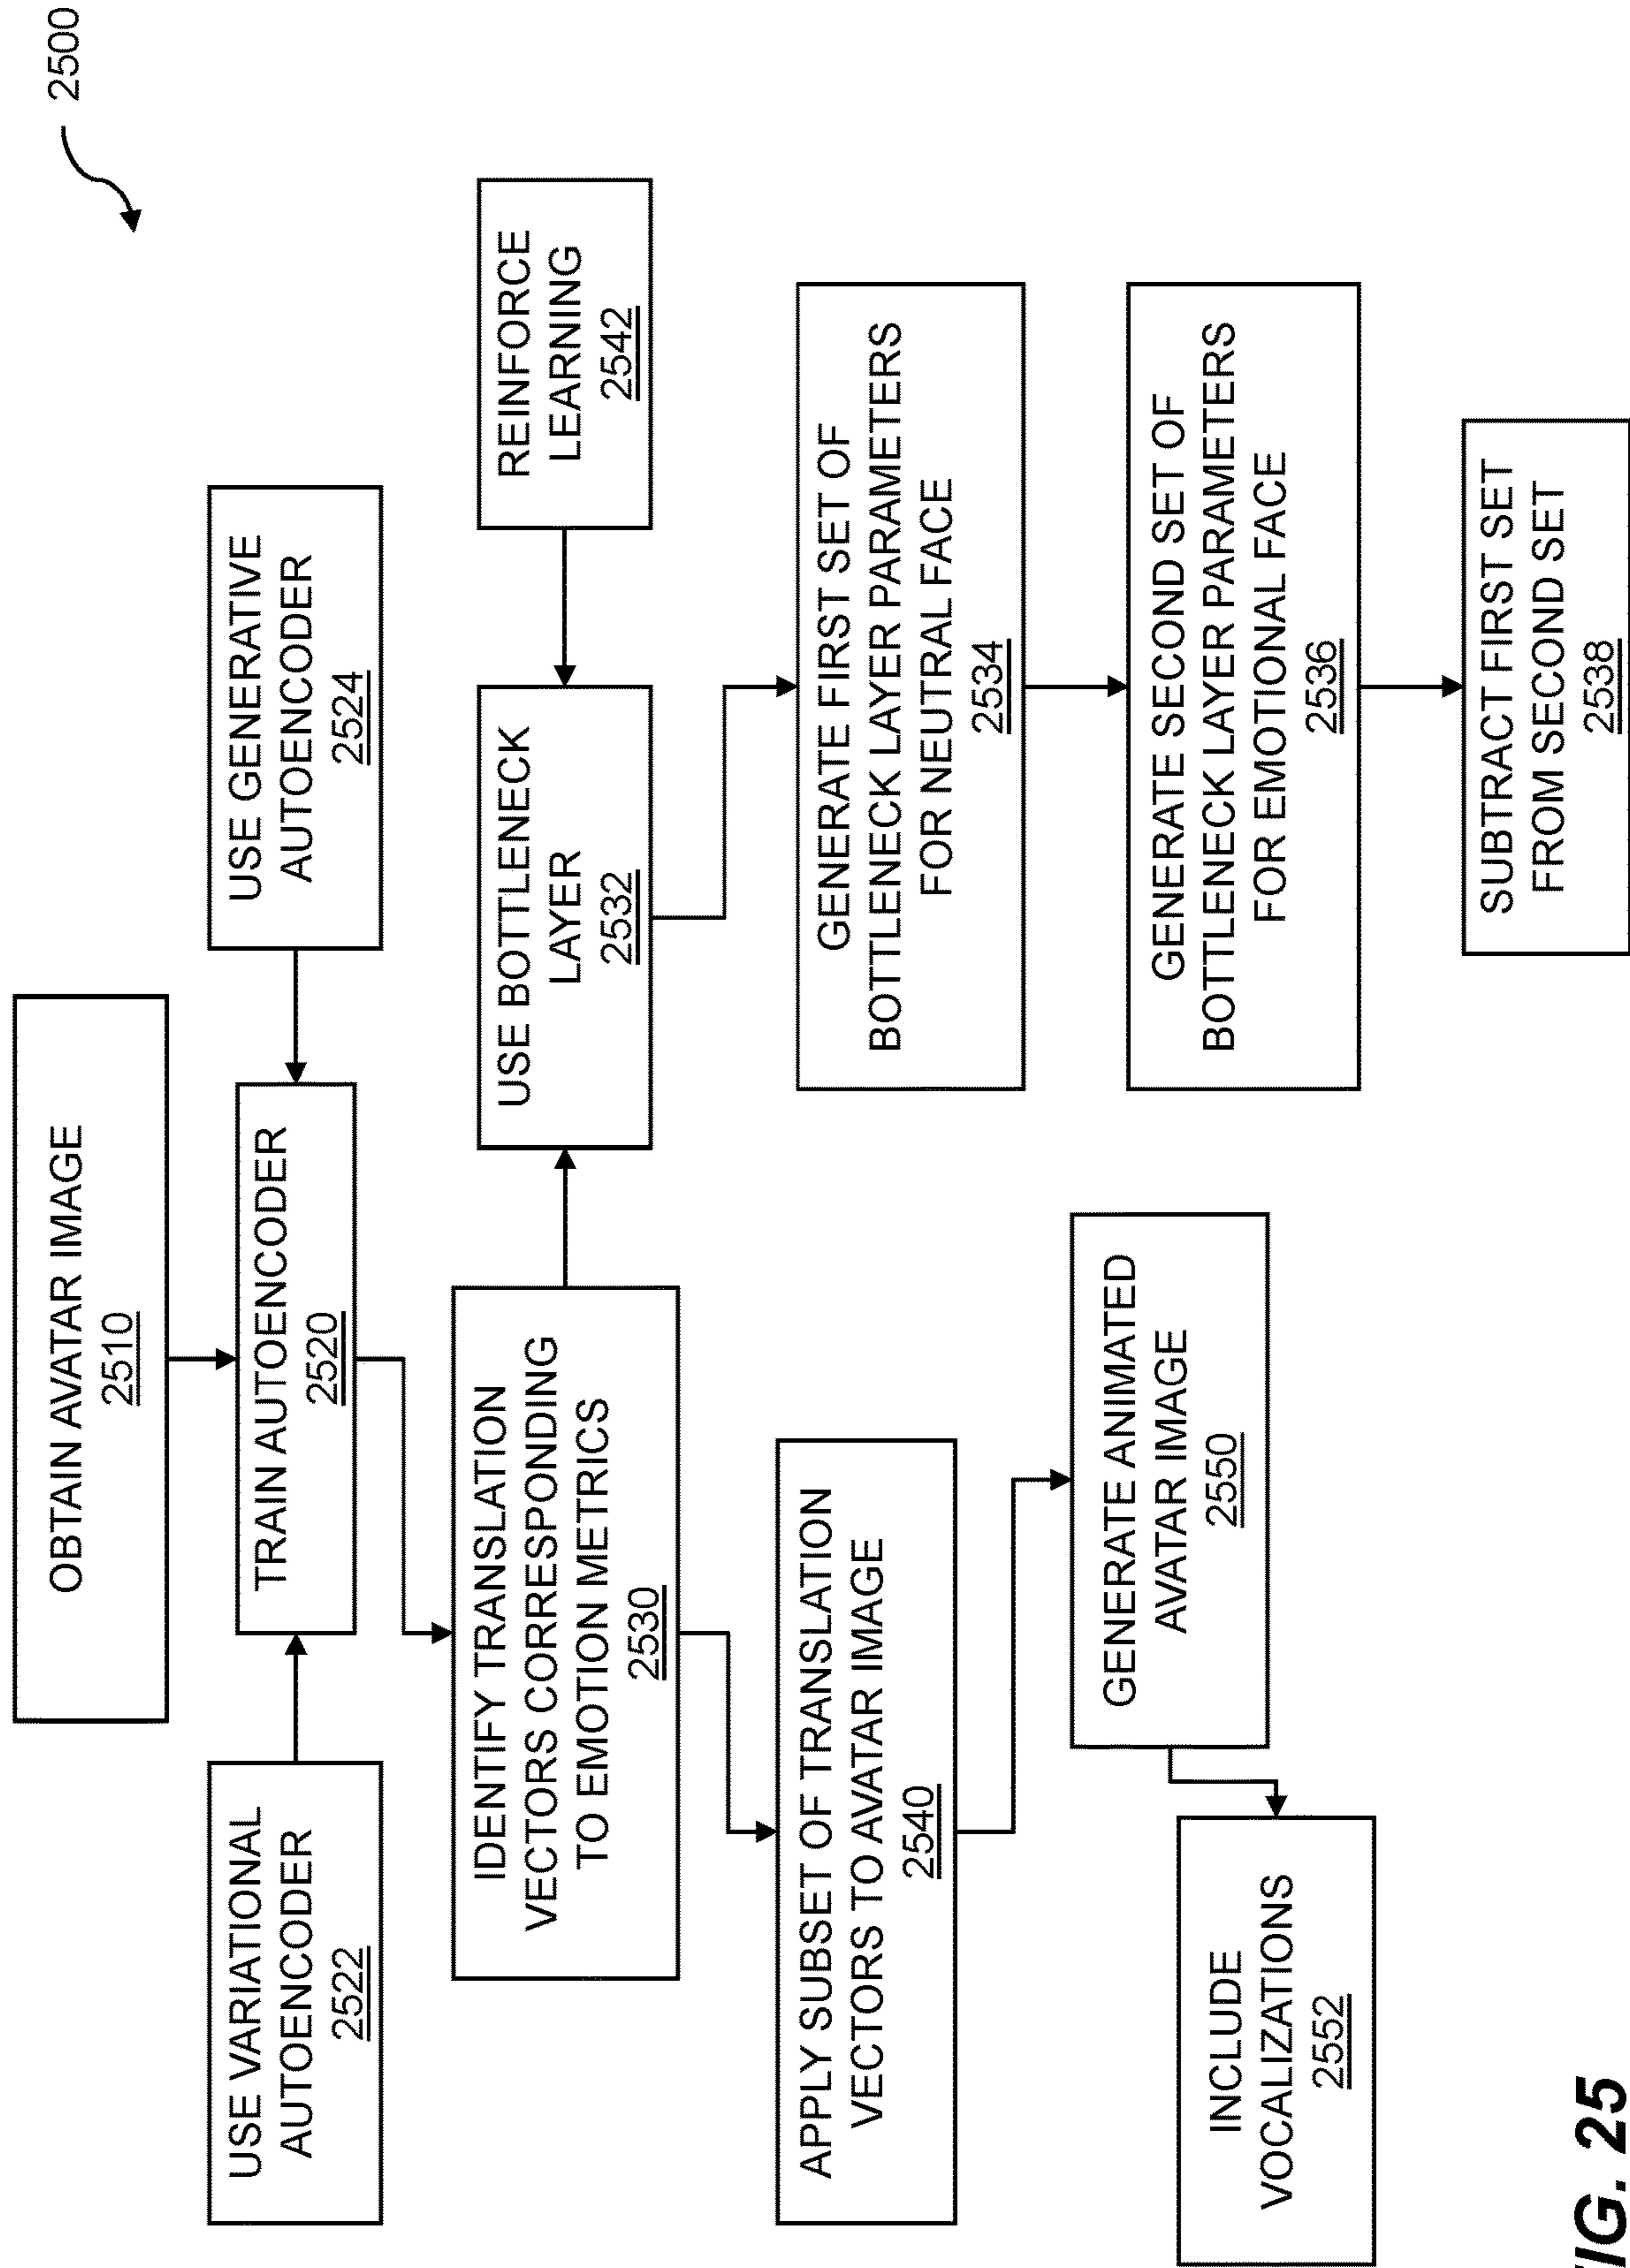 2500
OBTAIN AVATAR IMAGE
2510
USE VARIATIONAL
AUTOENCODER
2522
TRAIN AUTOENCODER
2520
USE GENERATIVE
AUTOENCODER
2524
IDENTIFY TRANSLATION
VECTORS CORRESPONDING
TO EMOTION METRICS
2530
USE BOTTLENECK
LAYER
2532
REINFORCE
LEARNING
2542
APPLY SUBSET OF TRANSLATION
VECTORS TO AVATAR IMAGE
2540
GENERATE FIRST SET OF
BOTTLENECK LAYER PARAMETERS
FOR NEUTRAL FACE
2534
GENERATE ANIMATED
AVATAR IMAGE
2550
GENERATE SECOND SET OF
BOTTLENECK LAYER PARAMETERS
FOR EMOTIONAL FACE
2536
INCLUDE
VOCALIZATIONS
2552
SUBTRACT FIRST SET
FROM SECOND SET
2538
IG. 25